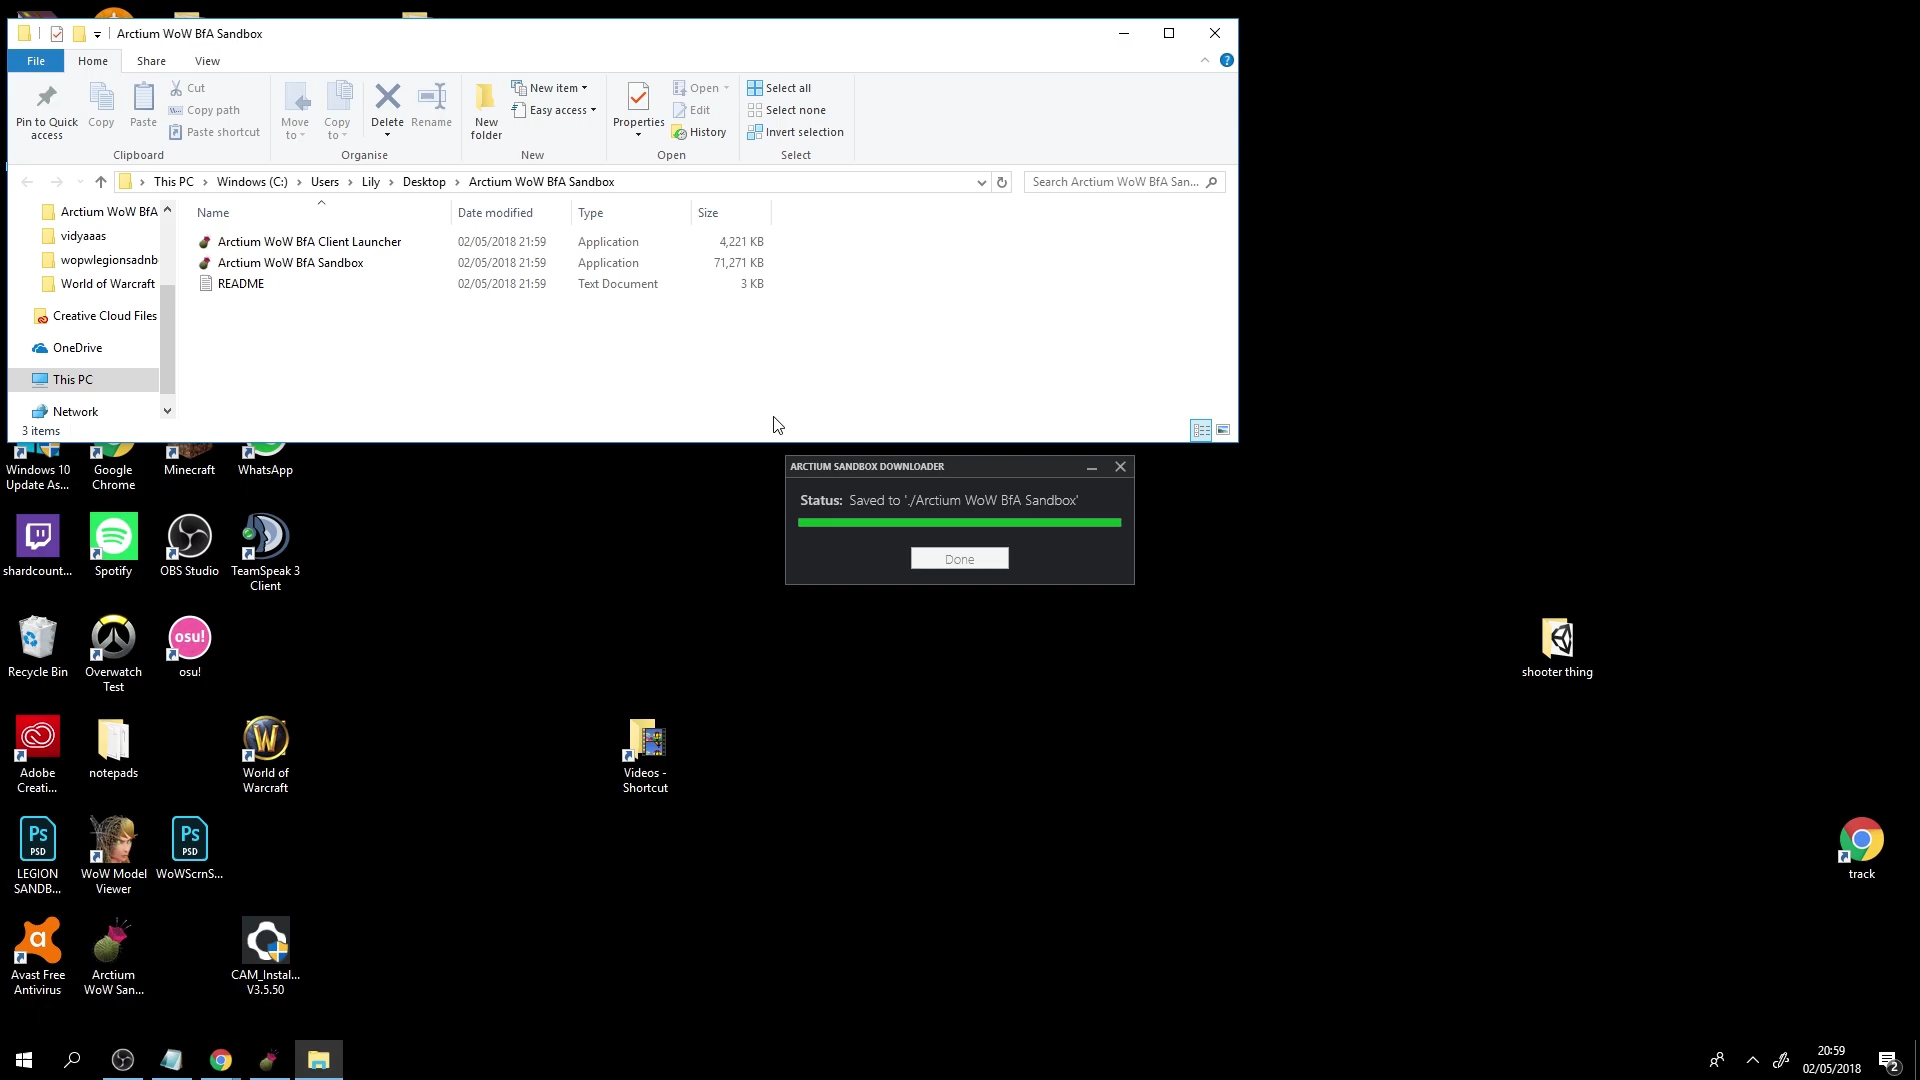 Arctium WoW BfA Sandbox
File Home Share View
Pin to Quick access
Copy
Paste
Cut
Copy path
Paste shortcut
Clipboard
Move to
Copy to
Delete
Rename
Organise
New folder
New item
Easy access
New
Properties
Open
Edit
History
Open
Select all
Select none
Invert selection
Select
This PC > Windows (C:) > Users > Lily > Desktop > Arctium WoW BfA Sandbox
Search Arctium WoW BfA San...
Arctium WoW BfA
vidyaaas
wopwlegionsadnb
World of Warcraft
Creative Cloud Files
OneDrive
This PC
Network
Name Date modified Type Size
Arctium WoW BfA Client Launcher 02/05/2018 21:59 Application 4,221 KB
Arctium WoW BfA Sandbox 02/05/2018 21:59 Application 71,271 KB
README 02/05/2018 21:59 Text Document 3 KB
3 items
ARCTIUM SANDBOX DOWNLOADER
Status: Saved to './Arctium WoW BfA Sandbox'
Done
Windows 10 Update As...
Google Chrome
Minecraft
WhatsApp
shardcount...
Spotify
OBS Studio
TeamSpeak 3 Client
Recycle Bin
Overwatch Test
osu!
osu!
shooter thing
Adobe Creati...
notepads
World of Warcraft
Videos - Shortcut
Ps
PSD
LEGION SANDB...
WoW Model Viewer
Ps
PSD
WoWScrnS...
track
Avast Free Antivirus
Arctium WoW San...
CAM_Instal... V3.5.50
20:59
02/05/2018
2